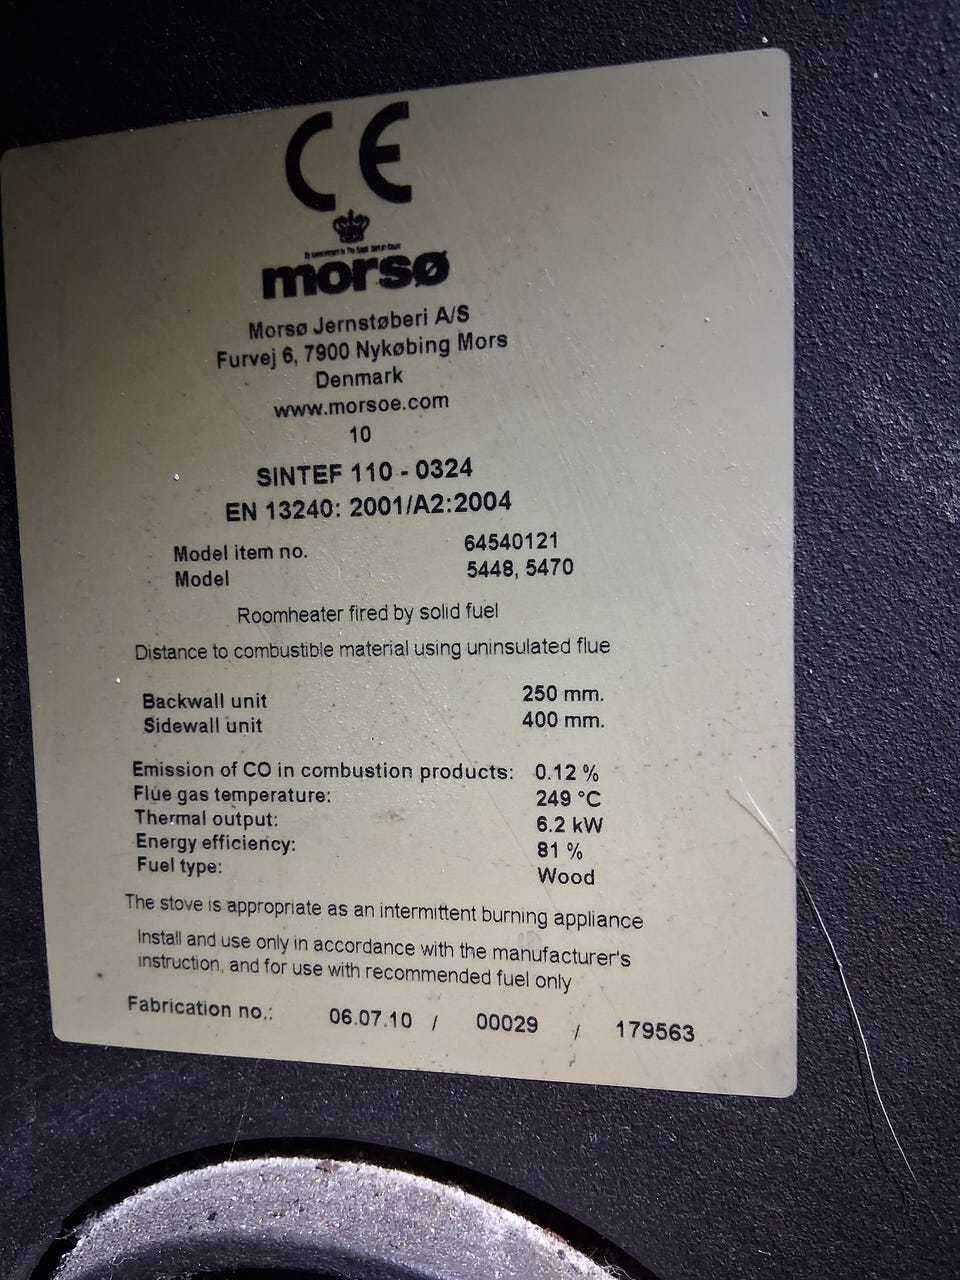 CE
morsø
Morsø Jernstøberi A/S
Furvej 6, 7900 Nykøbing Mors
Denmark
www.morsoe.com
10
SINTEF 110 - 0324
EN 13240: 2001/A2:2004
Model item no. 64540121
Model 5448, 5470
Roomheater fired by solid fuel
Distance to combustible material using uninsulated flue
Backwall unit 250 mm.
Sidewall unit 400 mm.
Emission of CO in combustion products: 0.12 %
Flue gas temperature: 249 °C
Thermal output: 6.2 kW
Energy efficiency: 81 %
Fuel type: Wood
The stove is appropriate as an intermittent burning appliance
Install and use only in accordance with the manufacturer's
instruction, and for use with recommended fuel only
Fabrication no.: 06.07.10 / 00029 / 179563